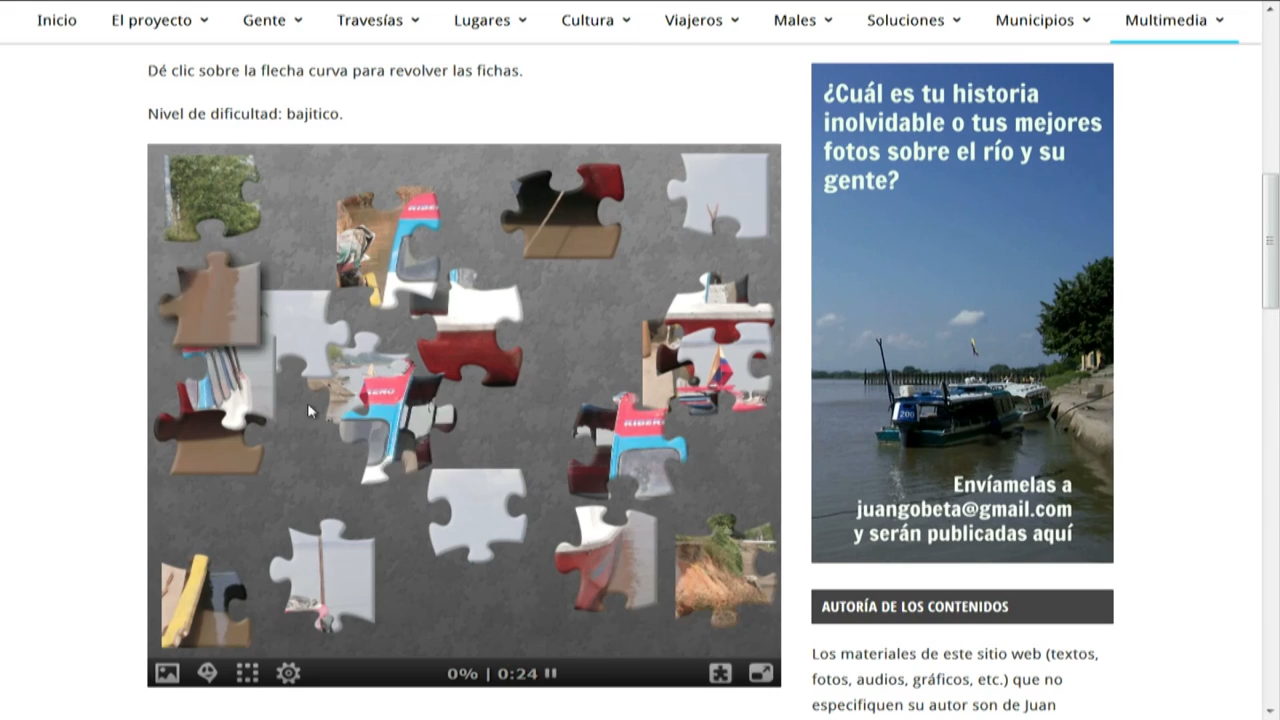 Inicio El proyecto Gente Travesías Lugares Cultura Viajeros Males Soluciones Municipios Multimedia
Dé clic sobre la flecha curva para revolver las fichas.
Nivel de dificultad: bajitico.
0% | 0:24
¿Cuál es tu historia
inolvidable o tus mejores
fotos sobre el río y su
gente?
200
Envíamelas a
juangobeta@gmail.com
y serán publicadas aquí
AUTORÍA DE LOS CONTENIDOS
Los materiales de este sitio web (textos,
fotos, audios, gráficos, etc.) que no
especifiquen su autor son de Juan